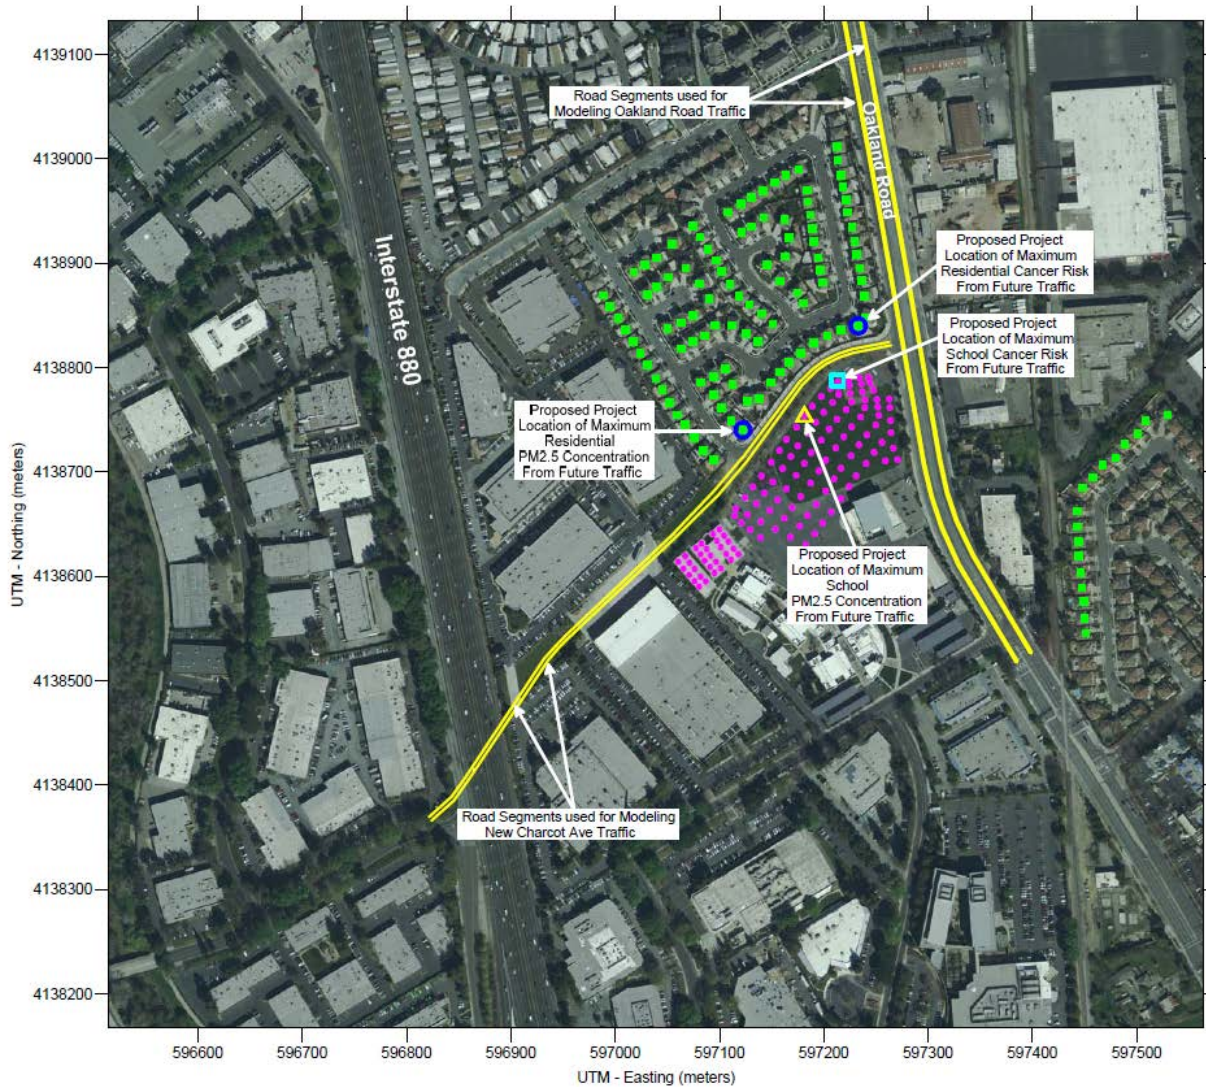 4139100
4139000
4138900
4138800
4138700
4138600
4138500
4138400
4138300
4138200
UTM - Northing (meters)
Road Segments used for
Modeling Oakland Road Traffic
Oakland Road
Interstate 880
Proposed Project
Location of Maximum
Residential Cancer Risk
From Future Traffic
Proposed Project
Location of Maximum
School Cancer Risk
From Future Traffic
Proposed Project
Location of Maximum
Residential
PM2.5 Concentration
From Future Traffic
Proposed Project
Location of Maximum
School
PM2.5 Concentration
From Future Traffic
Road Segments used for Modeling
New Charcot Ave Traffic
596600
596700
596800
596900
597000
597100
597200
597300
597400
597500
UTM - Easting (meters)